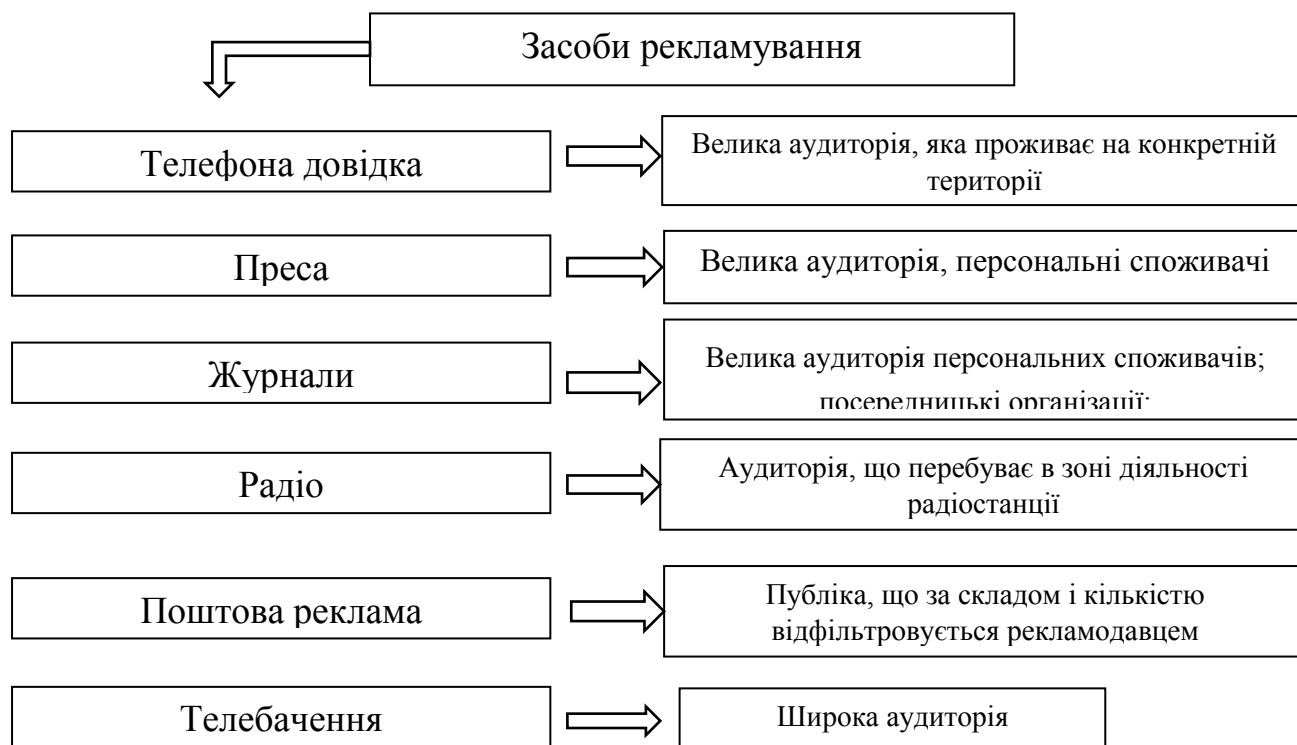 Засоби рекламування
Телефона довідка
Велика аудиторія, яка проживає на конкретній
території
Преса
Велика аудиторія, персональні споживачі
Журнали
Велика аудиторія персональних споживачів;
посередницькі організації;
Радіо
Аудиторія, що перебуває в зоні діяльності
радіостанції
Поштова реклама
Публіка, що за складом і кількістю
відфільтровується рекламодавцем
Телебачення
Широка аудиторія